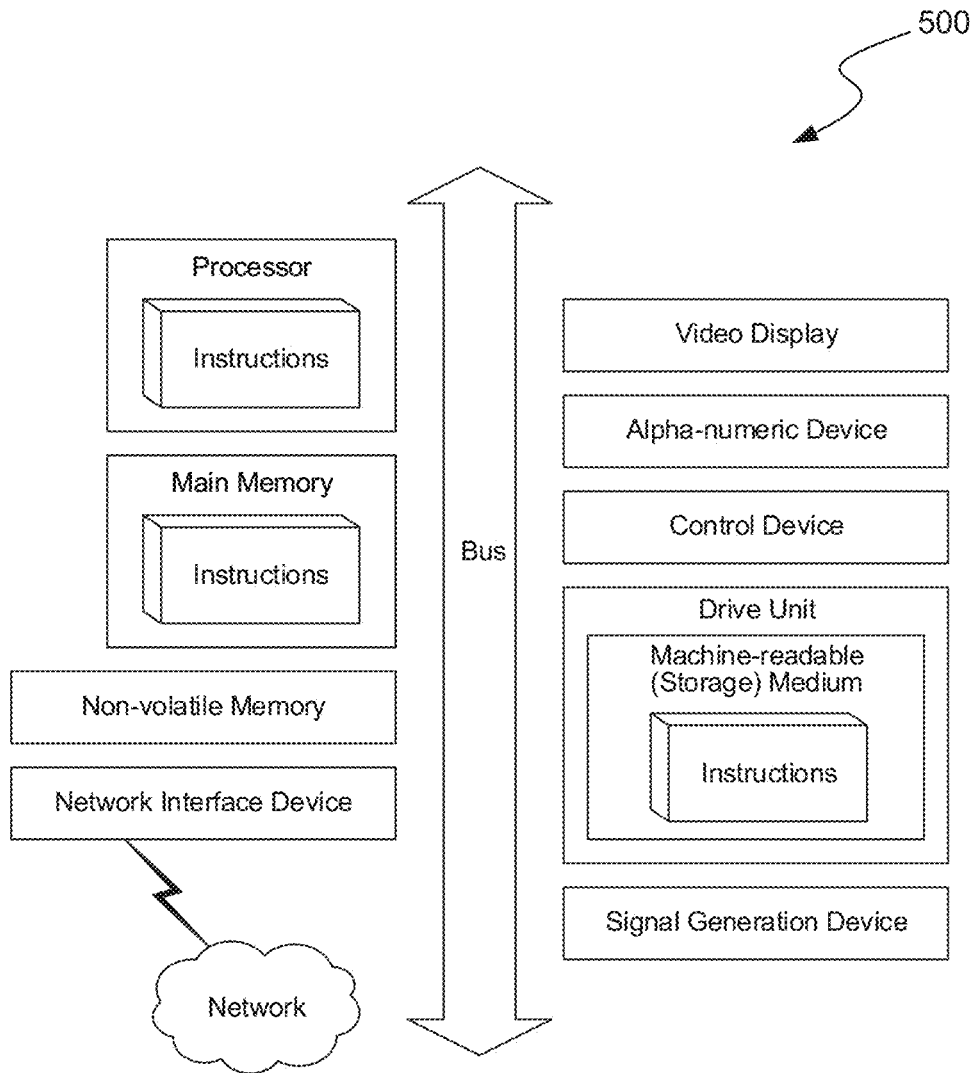 500
Processor
Instructions
Main Memory
Instructions
Non-volatile Memory
Network Interface Device
Network
Bus
Video Display
Alpha-numeric Device
Control Device
Drive Unit
Machine-readable
(Storage) Medium
Instructions
Signal Generation Device